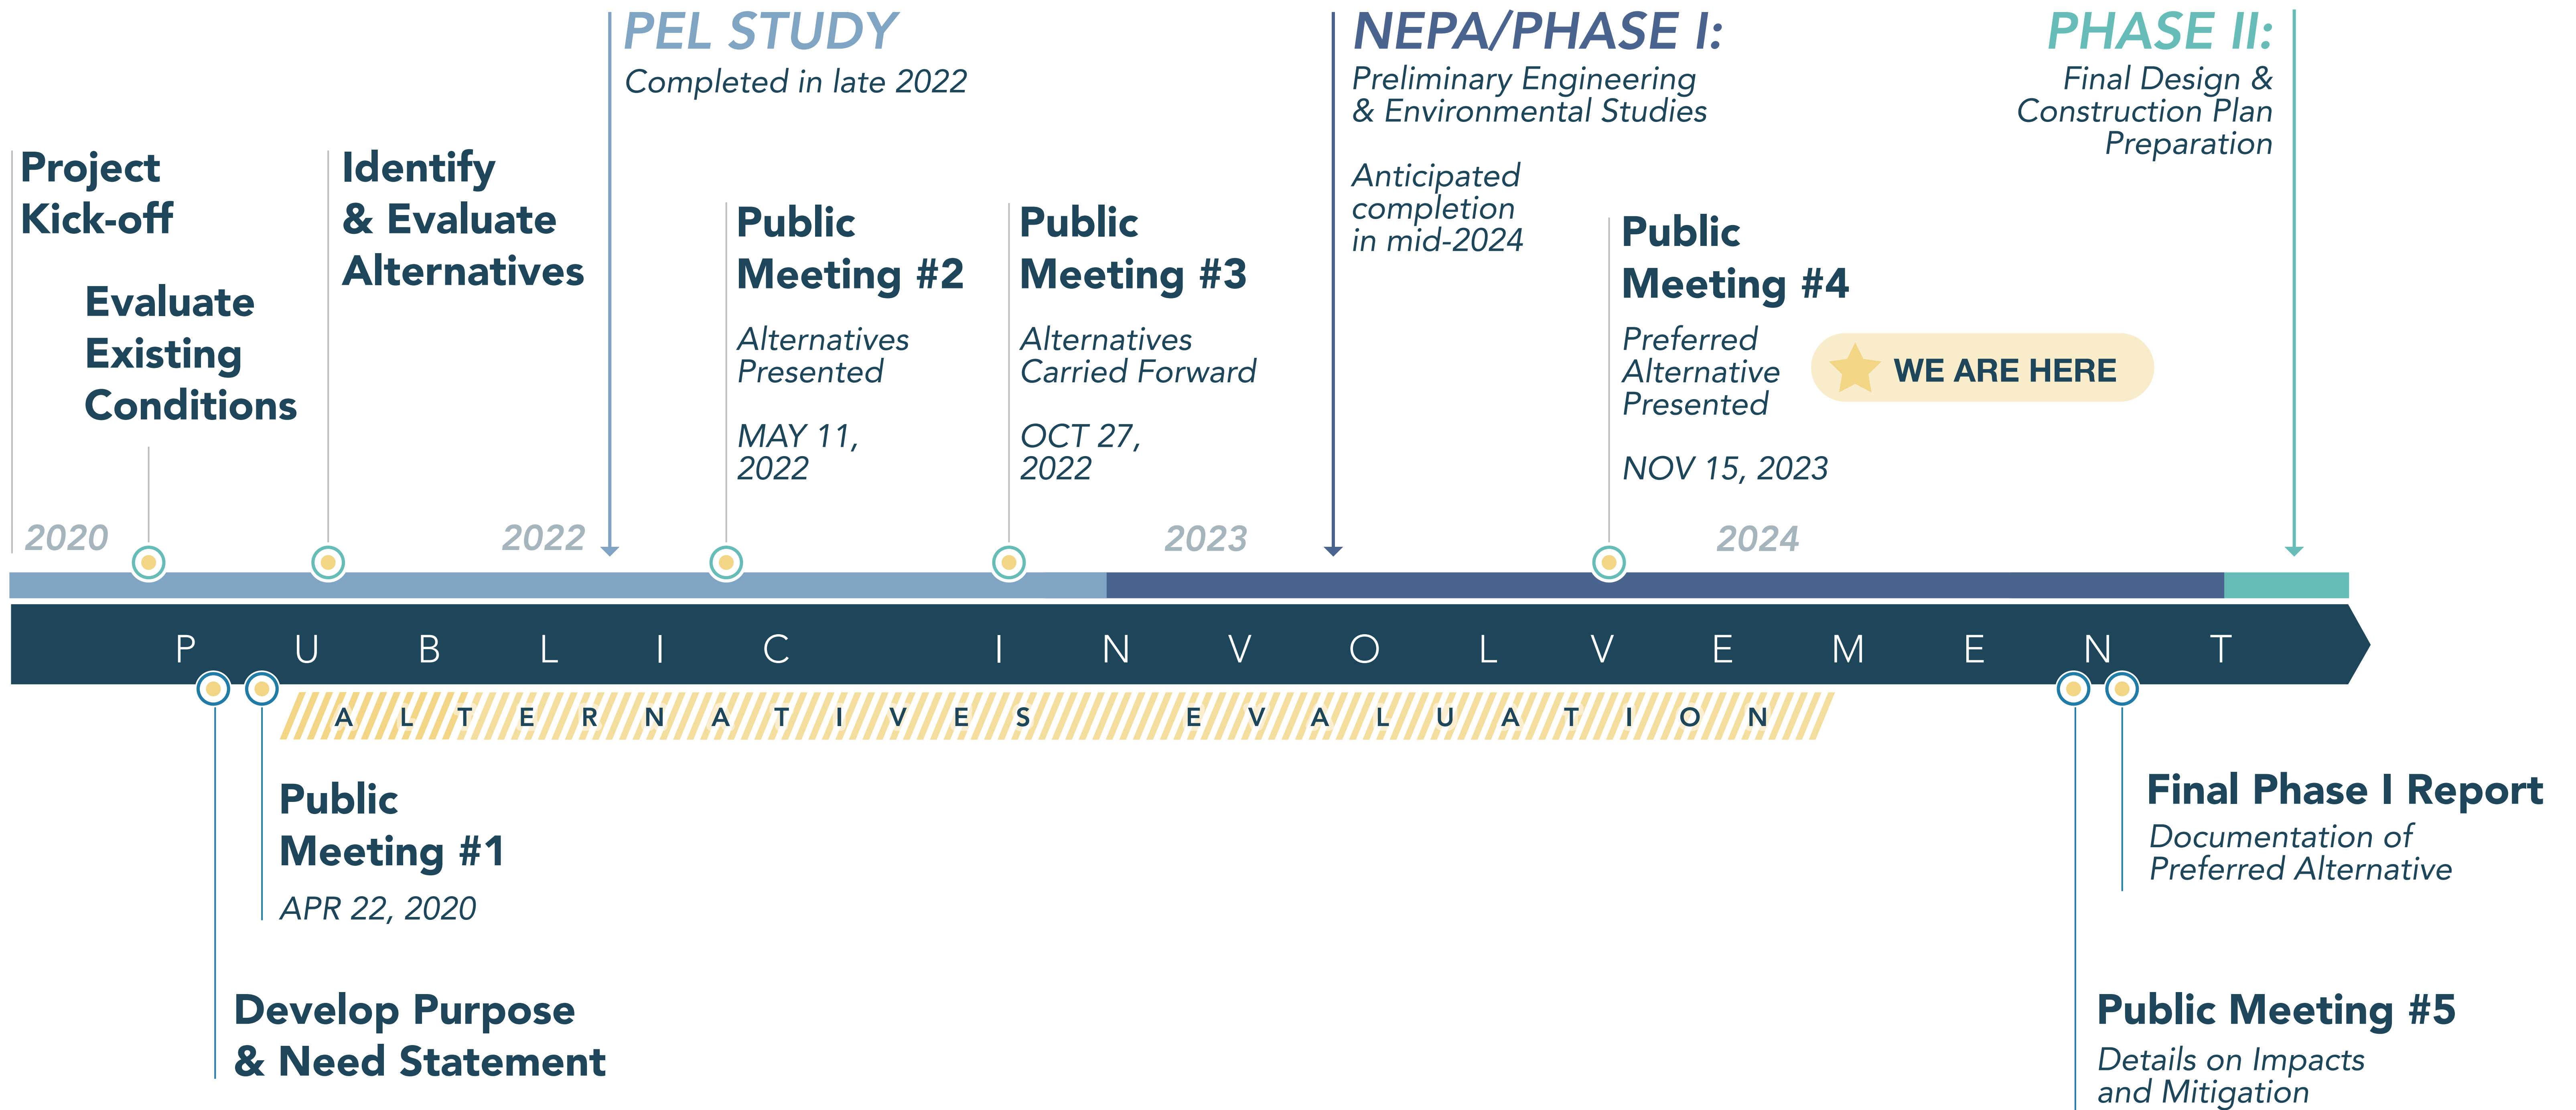 PEL STUDY
Completed in late 2022
NEPA/PHASE I:
Preliminary Engineering
& Environmental Studies
Anticipated
completion
in mid-2024
PHASE II:
Final Design &
Construction Plan
Preparation
Project
Kick-off
Evaluate
Existing
Conditions
Identify
& Evaluate
Alternatives
Public
Meeting #2
Alternatives
Presented
MAY 11,
2022
Public
Meeting #3
Alternatives
Carried Forward
OCT 27,
2022
Public
Meeting #4
Preferred
Alternative
Presented
NOV 15, 2023
WE ARE HERE
2020
2022
2023
2024
PUBLIC INVOLVEMENT
ALTERNATIVES EVALUATION
Public
Meeting #1
APR 22, 2020
Develop Purpose
& Need Statement
Final Phase I Report
Documentation of
Preferred Alternative
Public Meeting #5
Details on Impacts
and Mitigation